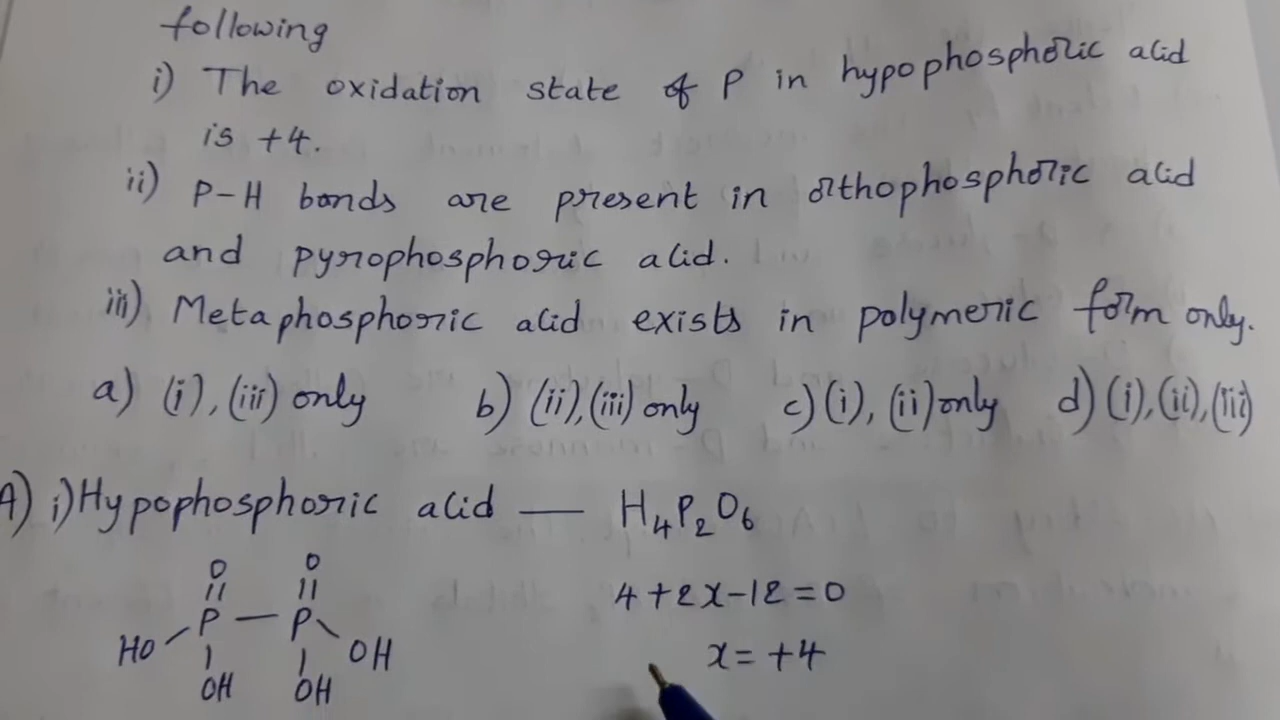 following
i) The oxidation state of P in hypophosphoric acid
is +4.
ii) P-H bonds are present in orthophosphoric acid
and pyrophosphoric acid.
iii) Metaphosphoric acid exists in polymeric form only.
a) (i), (iii) only b) (ii), (iii) only c) (i), (ii) only d) (i), (ii), (iii)
A) i) Hypophosphoric acid — H₄P₂O₆
O O
P — P
HO OH
OH OH
4+2x-12=0
x=+4